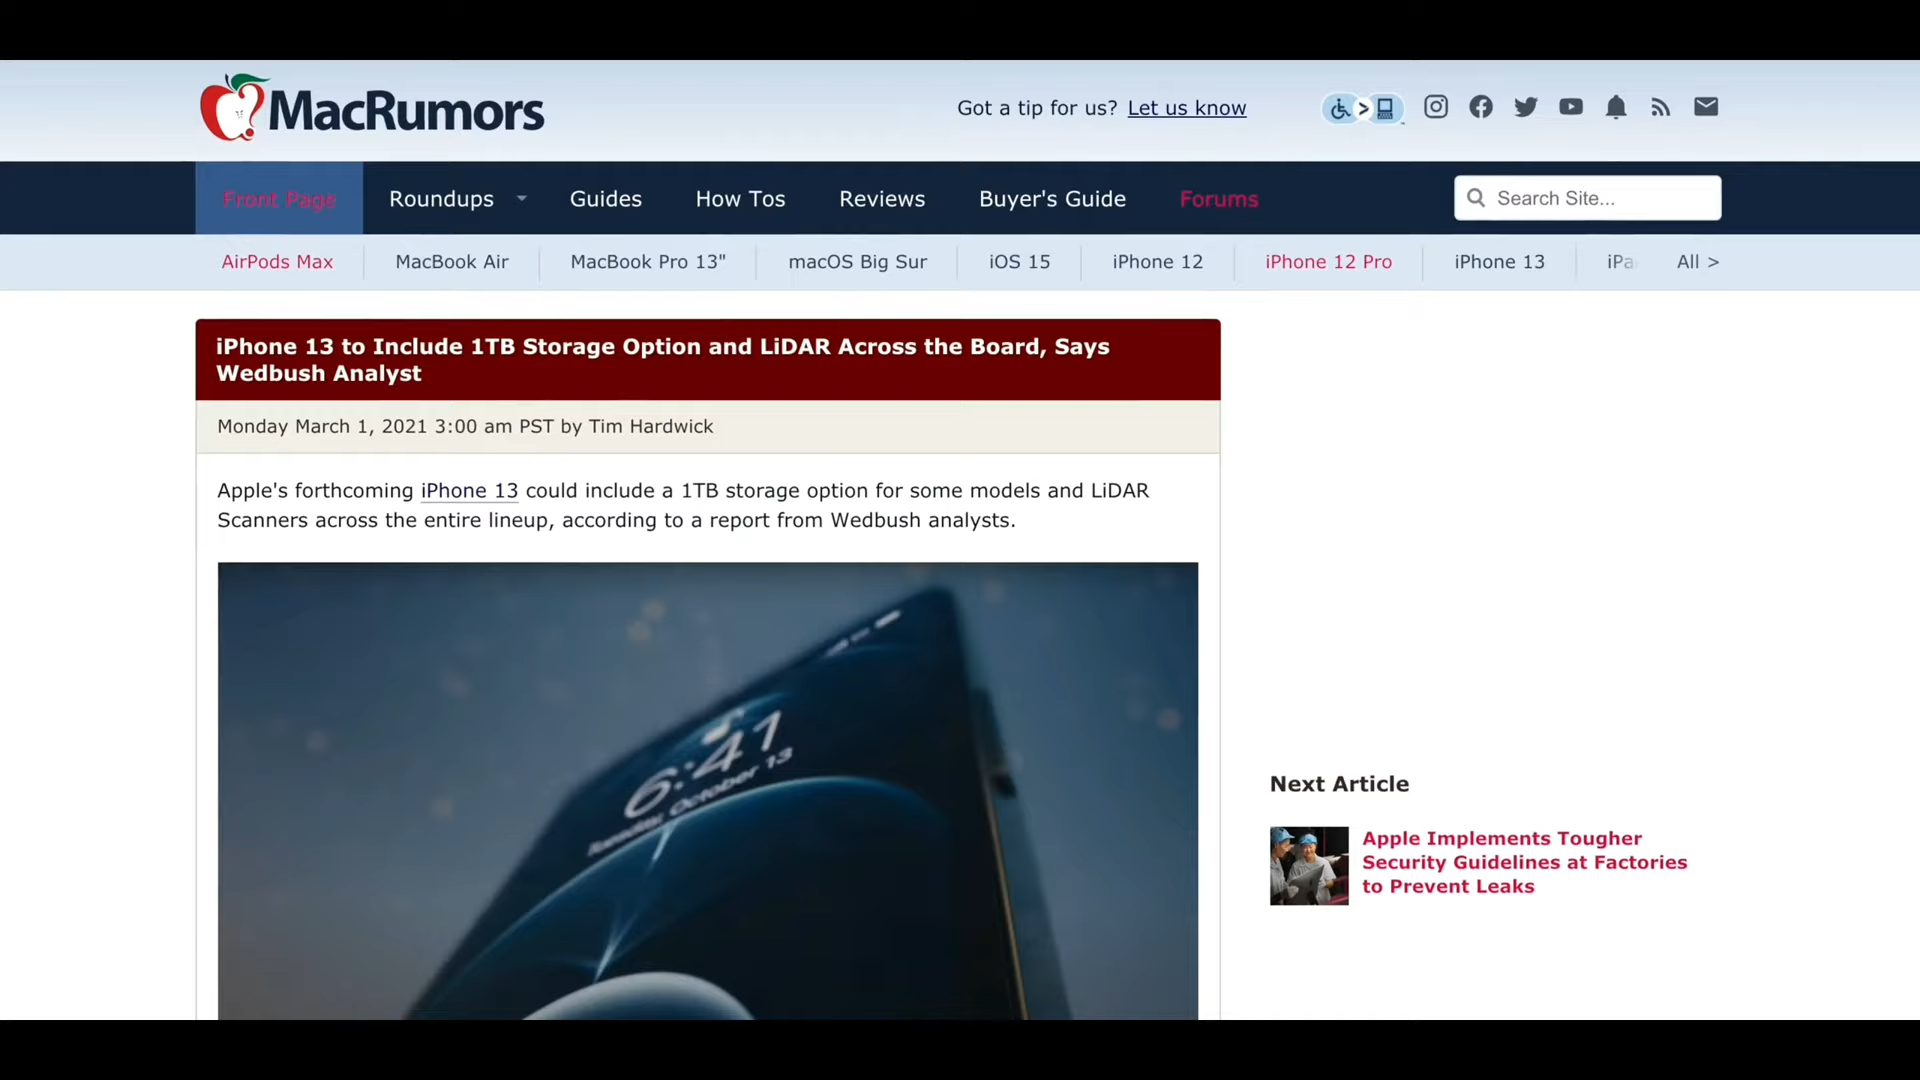 MacRumors
Got a tip for us? Let us know
Front Page Roundups Guides How Tos Reviews Buyer's Guide Forums Search Site...
AirPods Max MacBook Air MacBook Pro 13" macOS Big Sur iOS 15 iPhone 12 iPhone 12 Pro iPhone 13 iPa All >
iPhone 13 to Include 1TB Storage Option and LiDAR Across the Board, Says
Wedbush Analyst
Monday March 1, 2021 3:00 am PST by Tim Hardwick
Apple's forthcoming iPhone 13 could include a 1TB storage option for some models and LiDAR
Scanners across the entire lineup, according to a report from Wedbush analysts.
6:41
Tuesday, October 13
Next Article
Apple Implements Tougher
Security Guidelines at Factories
to Prevent Leaks